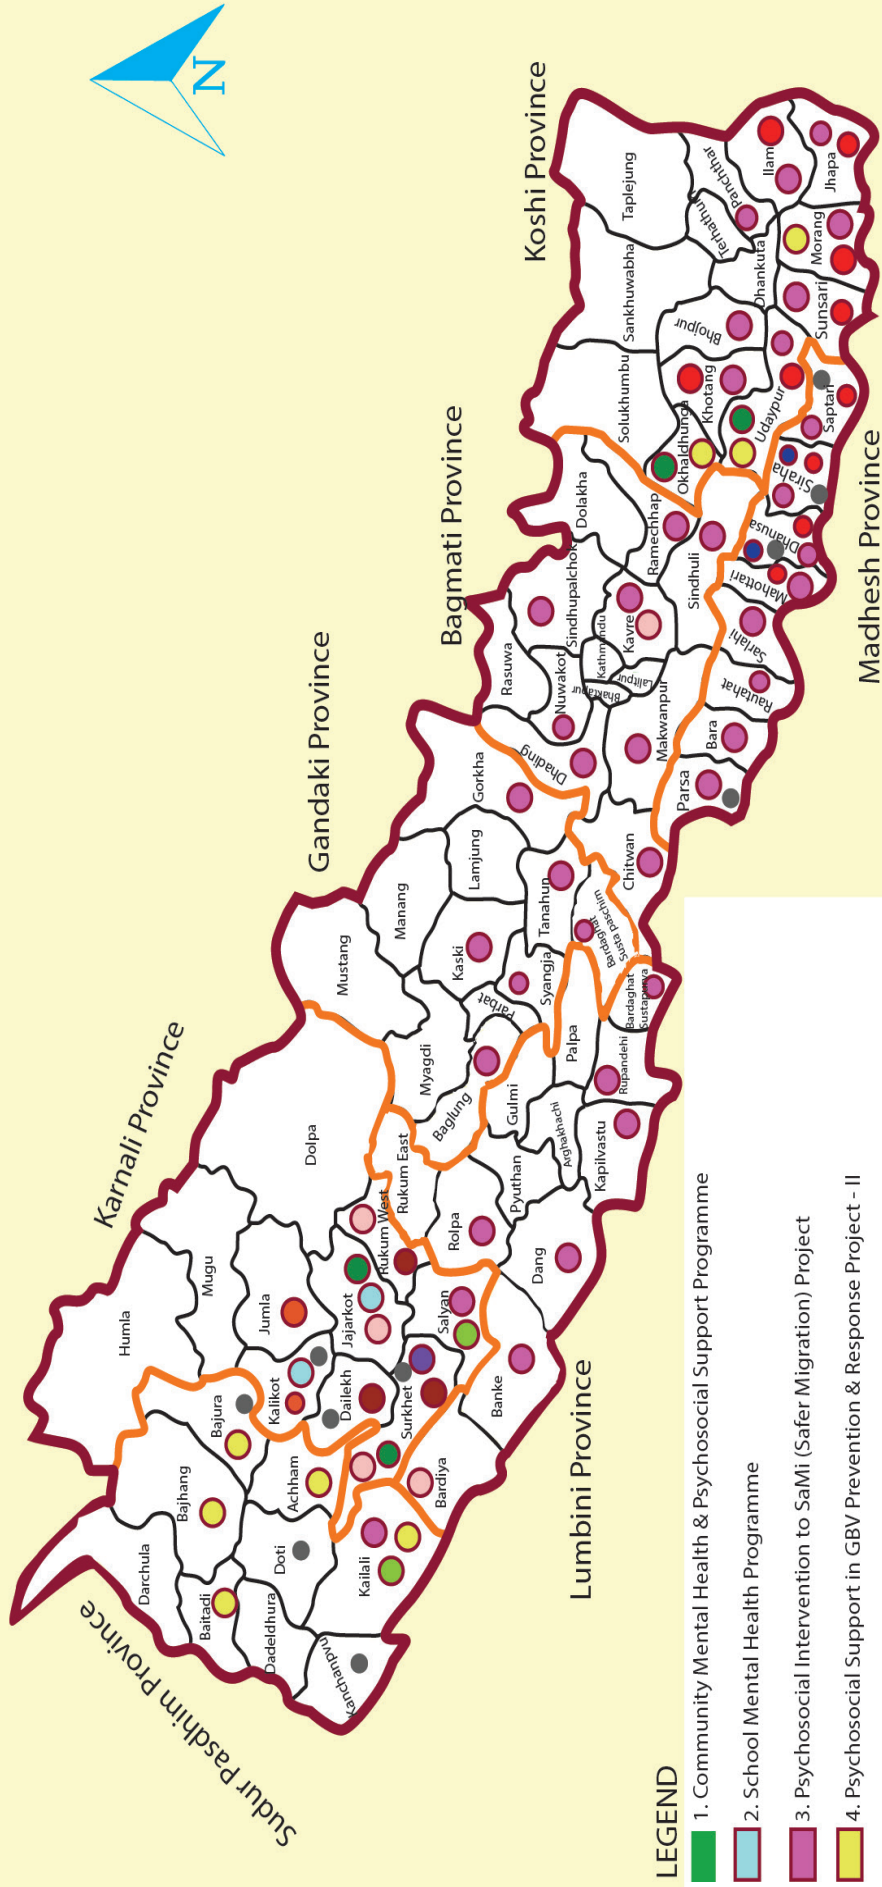 N
Sudur Pasdhim Province
Karnali Province
Gandaki Province
Bagmati Province
Koshi Province
Lumbini Province
Madhesh Province
Darchula
Bajhang
Bajura
Baitadi
Dadeldhura
Doti
Achham
Kanchanpur
Kailali
Humla
Mugu
Jumla
Kalikot
Dolpa
Jajarkot
Dailekh
Surkhet
Salyan
Rukum West
Rukum East
Bardiya
Banke
Dang
Rolpa
Pyuthan
Gulmi
Arghakhachi
Kapilvastu
Palpa
Rupandehi
Bardaghat
Sustapurva
Mustang
Manang
Myagdi
Baglung
Parbat
Kaski
Syangja
Lamjung
Tanahun
Gorkha
Bardaghat
Susta paschim
Chitwan
Dhading
Rasuwa
Nuwakot
Sindhupalchok
Kathmandu
Bhaktapur
Lalitpur
Kavre
Makwanpur
Dolakha
Ramechhap
Sindhuli
Parsa
Bara
Rautahat
Sarlahi
Mahottari
Dhanusa
Siraha
Saptari
Solukhumbu
Okhaldhunga
Khotang
Udaypur
Sankhuwabha
Bhojpur
Dhankuta
Terhathum
Taplejung
Panchthar
Ilam
Jhapa
Morang
Sunsari
LEGEND
1. Community Mental Health & Psychosocial Support Programme
2. School Mental Health Programme
3. Psychosocial Intervention to SaMi (Safer Migration) Project
4. Psychosocial Support in GBV Prevention & Response Project - II